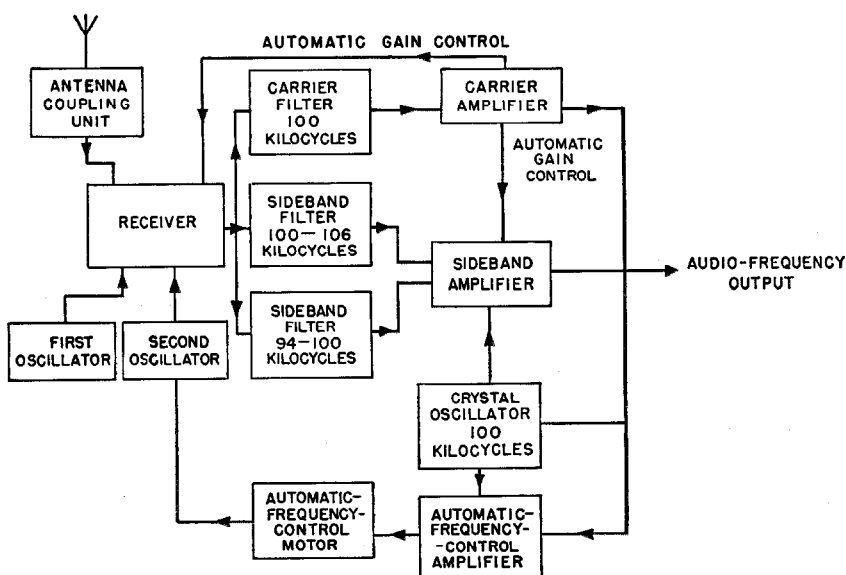 AUTOMATIC GAIN CONTROL
ANTENNA
COUPLING
UNIT
CARRIER
FILTER
100
KILOCYCLES
CARRIER
AMPLIFIER
AUTOMATIC
GAIN
CONTROL
RECEIVER
SIDEBAND
FILTER
100—106
KILOCYCLES
SIDEBAND
AMPLIFIER
AUDIO-FREQUENCY
OUTPUT
FIRST
OSCILLATOR
SECOND
OSCILLATOR
SIDEBAND
FILTER
94—100
KILOCYCLES
CRYSTAL
OSCILLATOR
100
KILOCYCLES
AUTOMATIC-
FREQUENCY-
CONTROL
MOTOR
AUTOMATIC-
FREQUENCY-
-CONTROL
AMPLIFIER